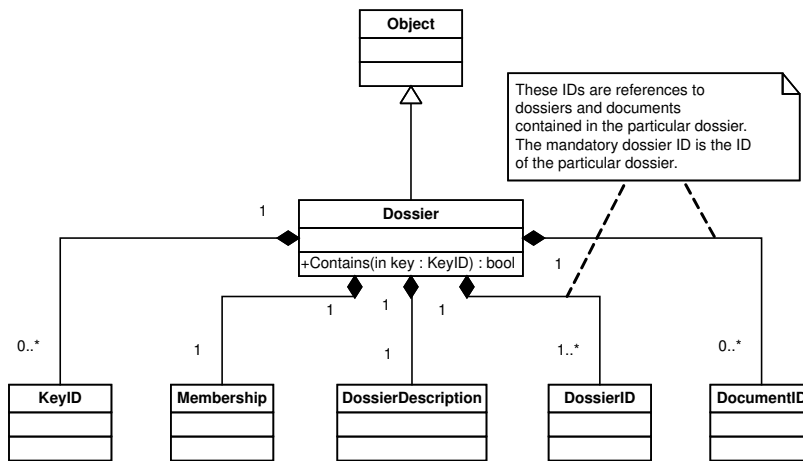 Object
These IDs are references to
dossiers and documents
contained in the particular dossier.
The mandatory dossier ID is the ID
of the particular dossier.
1
Dossier
+Contains(in key : KeyID) : bool
1
1
1
1
0..*
1
1
1..*
0..*
KeyID
Membership
DossierDescription
DossierID
DocumentID